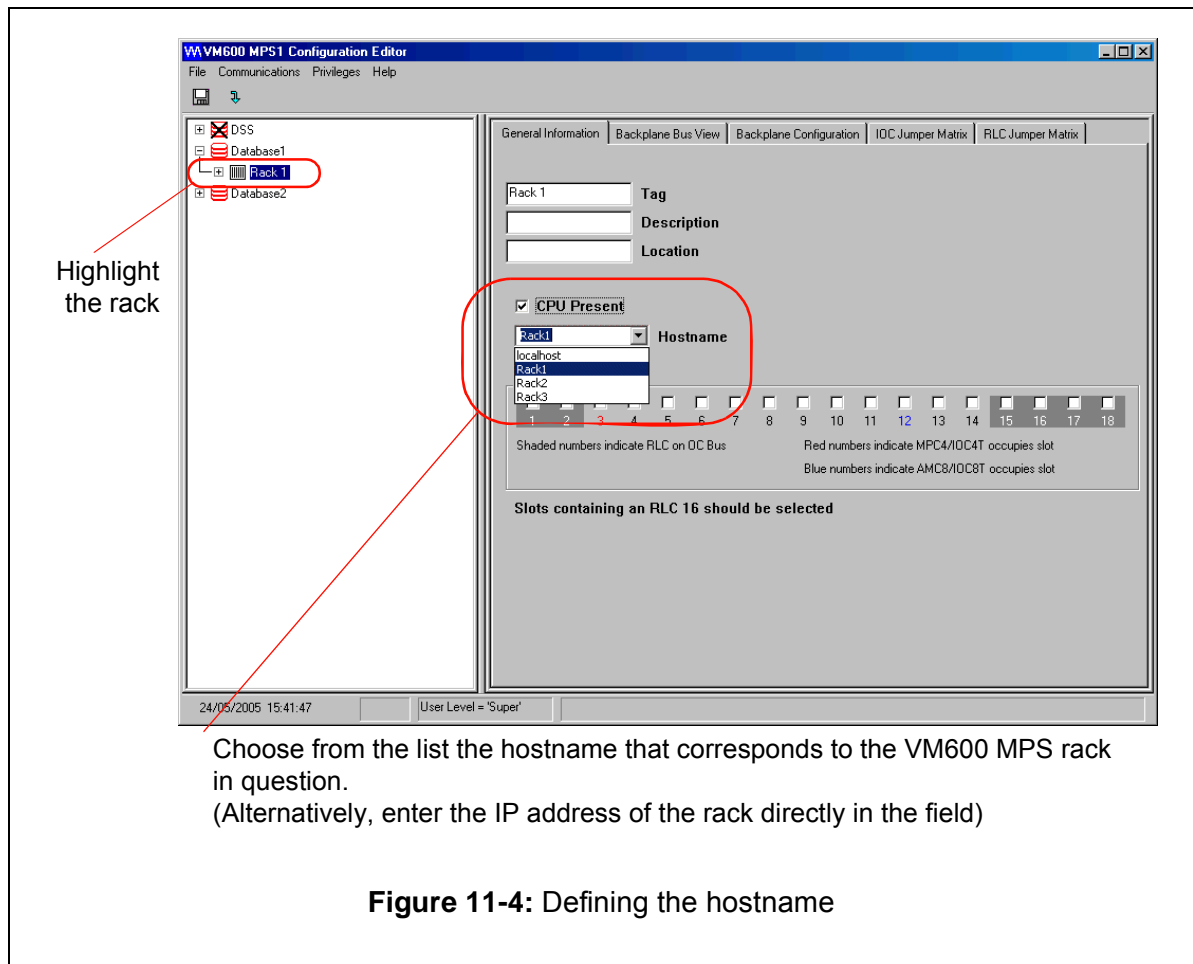 VM600 MPS1 Configuration Editor
File Communications Privileges Help
DSS
Database1
Rack 1
Database2
General Information Backplane Bus View Backplane Configuration IOC Jumper Matrix RLC Jumper Matrix
Rack 1 Tag
Description
Location
Highlight
the rack
CPU Present
Rack1 Hostname
localhost
Rack1
Rack2
Rack3
1 2 3 4 5 6 7 8 9 10 11 12 13 14 15 16 17 18
Shaded numbers indicate RLC on OC Bus
Red numbers indicate MPC4/IOC4T occupies slot
Blue numbers indicate AMC8/IOC8T occupies slot
Slots containing an RLC 16 should be selected
24/05/2005 15:41:47 User Level = 'Super'
Choose from the list the hostname that corresponds to the VM600 MPS rack
in question.
(Alternatively, enter the IP address of the rack directly in the field)
Figure 11-4: Defining the hostname